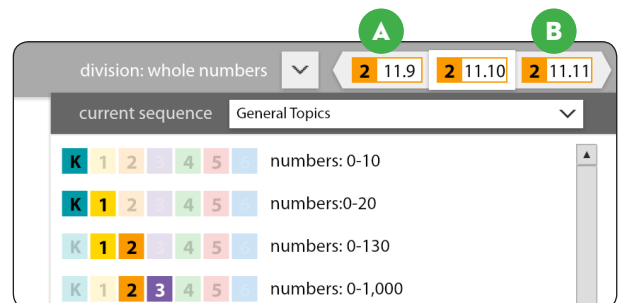 A B
division: whole numbers 2 11.9 2 11.10 2 11.11
current sequence General Topics
K 1 2 3 4 5 6 numbers: 0-10
K 1 2 3 4 5 6 numbers:0-20
K 1 2 3 4 5 6 numbers: 0-130
K 1 2 3 4 5 6 numbers: 0-1,000